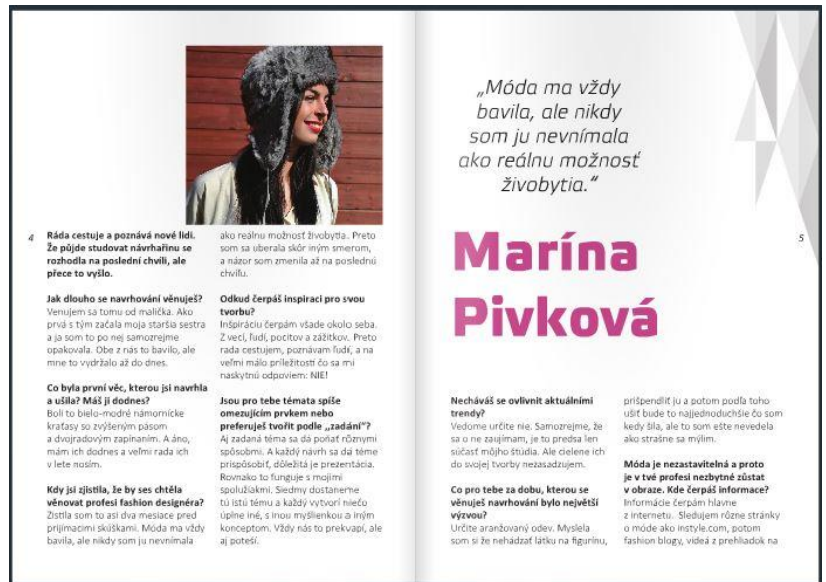 4
Ráda cestuje a poznává nové lidi.
Že půjde studovat návrhařinu se
rozhodla na poslední chvíli, ale
přece to vyšlo.
Jak dlouho se navrhování věnuješ?
Venujem sa tomu od malička. Ako
prvá s tým začala moja staršia sestra
a ja som to po nej samozrejme
opakovala. Obe z nás to bavilo, ale
mne to vydržalo až do dnes.
Co byla první věc, kterou jsi navrhla
a ušila? Máš ji dodnes?
Boli to bielo-modré námornícke
kraťasy so zvýšeným pásom
a dvojradovým zapínaním. A áno,
mám ich dodnes a veľmi rada ich
v lete nosím.
Kdy jsi zjistila, že by ses chtěla
věnovat profesi fashion designéra?
Zistila som to asi dva mesiace pred
prijímacími skúškami. Móda ma vždy
bavila, ale nikdy som ju nevnímala
ako reálnu možnosť živobytia. Preto
som sa uberala skôr iným smerom,
a názor som zmenila až na poslednú
chvíľu.
Odkud čerpáš inspiraci pro svou
tvorbu?
Inšpiráciu čerpám všade okolo seba.
Z vecí, ľudí, pocitov a zážitkov. Preto
rada cestujem, poznávam ľudí, a na
veľmi málo príležitostí čo sa mi
naskytnú odpoviem: NIE!
Jsou pro tebe témata spíše
omezujícím prvkem nebo
preferuješ tvořit podle „zadání“?
Aj zadaná téma sa dá poňať rôznymi
spôsobmi. A každý návrh sa dá téme
prispôsobiť, dôležitá je prezentácia.
Rovnako to funguje s mojimi
spolužiakmi. Siedmy dostaneme
tú istú tému a každý vytvorí niečo
úplne iné, s inou myšlienkou a iným
konceptom. Vždy nás to prekvapí, ale
aj poteší.
„Móda ma vždy
bavila, ale nikdy
som ju nevnímala
ako reálnu možnosť
živobytia.“
Marína
Pivková
5
Necháváš se ovlivnit aktuálními
trendy?
Vedome určite nie. Samozrejme, že
sa o ne zaujímam, je to predsa len
súčasť môjho štúdia. Ale cielene ich
do svojej tvorby nezasadzujem.
Co pro tebe za dobu, kterou se
věnuješ navrhování bylo největší
výzvou?
Určite aranžovaný odev. Myslela
som si že nehádzať látku na figurínu,
prišpendliť ju a potom podľa toho
ušiť bude to najjednoduchšie čo som
kedy šila, ale to som ešte nevedela
ako strašne sa mýlim.
Móda je nezastavitelná a proto
je v tvé profesi nezbytné zůstat
v obraze. Kde čerpáš informace?
Informácie čerpám hlavne
z internetu. Sledujem rôzne stránky
o móde ako instyle.com, potom
fashion blogy, videá z prehliadok na